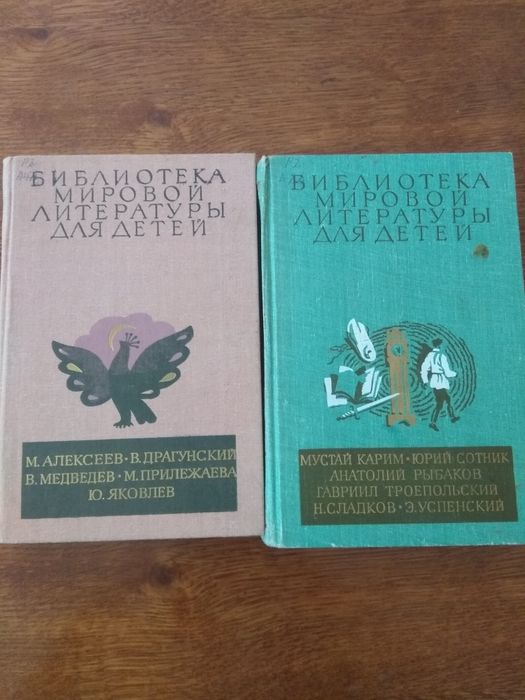 БИБЛИОТЕКА
МИРОВОЙ
ЛИТЕРАТУРЫ
ДЛЯ ДЕТЕЙ
М. АЛЕКСЕЕВ · В. ДРАГУНСКИЙ
В. МЕДВЕДЕВ · М. ПРИЛЕЖАЕВА
Ю. ЯКОВЛЕВ
БИБЛИОТЕКА
МИРОВОЙ
ЛИТЕРАТУРЫ
ДЛЯ ДЕТЕЙ
МУСТАЙ КАРИМ · ЮРИЙ СОТНИК
АНАТОЛИЙ РЫБАКОВ
ГАВРИИЛ ТРОЕПОЛЬСКИЙ
Н. СЛАДКОВ · Э. УСПЕНСКИЙ